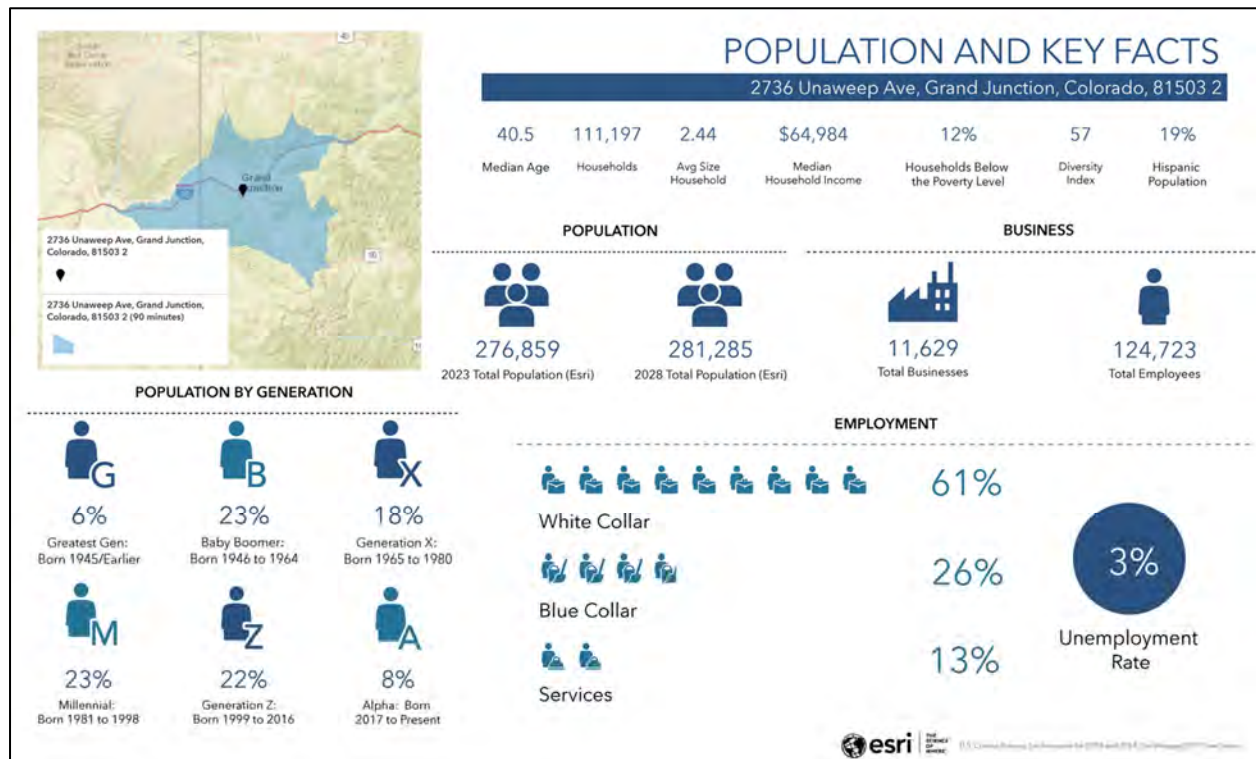 POPULATION AND KEY FACTS
2736 Unaweep Ave, Grand Junction, Colorado, 81503 2
40.5
Median Age
111,197
Households
2.44
Avg Size
Household
$64,984
Median
Household Income
12%
Households Below
the Poverty Level
57
Diversity
Index
19%
Hispanic
Population
Grand
Junction
2736 Unaweep Ave, Grand Junction,
Colorado, 81503 2
2736 Unaweep Ave, Grand Junction,
Colorado, 81503 2 (90 minutes)
POPULATION
276,859
2023 Total Population (Esri)
281,285
2028 Total Population (Esri)
BUSINESS
11,629
Total Businesses
124,723
Total Employees
POPULATION BY GENERATION
G
6%
Greatest Gen:
Born 1945/Earlier
B
23%
Baby Boomer:
Born 1946 to 1964
X
18%
Generation X:
Born 1965 to 1980
M
23%
Millennial:
Born 1981 to 1998
Z
22%
Generation Z:
Born 1999 to 2016
A
8%
Alpha: Born
2017 to Present
EMPLOYMENT
61%
White Collar
26%
Blue Collar
13%
Services
3%
Unemployment
Rate
esri
THE
SCIENCE
OF
WHERE